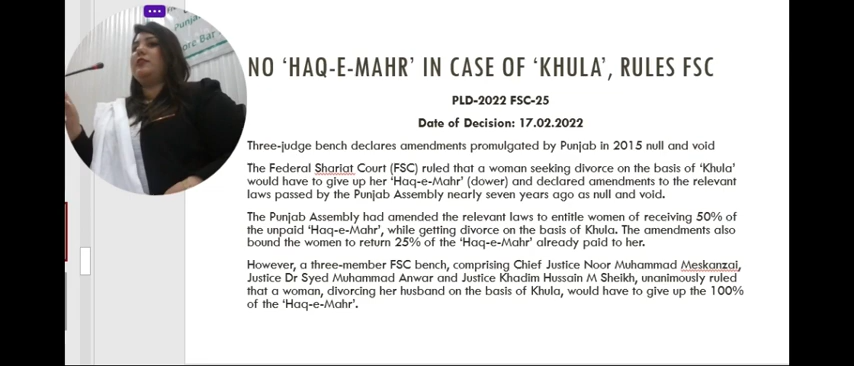 Punjab
ore Bar
NO ‘HAQ-E-MAHR’ IN CASE OF ‘KHULA’, RULES FSC
PLD-2022 FSC-25
Date of Decision: 17.02.2022
Three-judge bench declares amendments promulgated by Punjab in 2015 null and void
The Federal Shariat Court (FSC) ruled that a woman seeking divorce on the basis of ‘Khula’
would have to give up her ‘Haq-e-Mahr’ (dower) and declared amendments to the relevant
laws passed by the Punjab Assembly nearly seven years ago as null and void.
The Punjab Assembly had amended the relevant laws to entitle women of receiving 50% of
the unpaid ‘Haq-e-Mahr’, while getting divorce on the basis of Khula. The amendments also
bound the women to return 25% of the ‘Haq-e-Mahr’ already paid to her.
However, a three-member FSC bench, comprising Chief Justice Noor Muhammad Meskanzai,
Justice Dr Syed Muhammad Anwar and Justice Khadim Hussain M Sheikh, unanimously ruled
that a woman, divorcing her husband on the basis of Khula, would have to give up the 100%
of the ‘Haq-e-Mahr’.